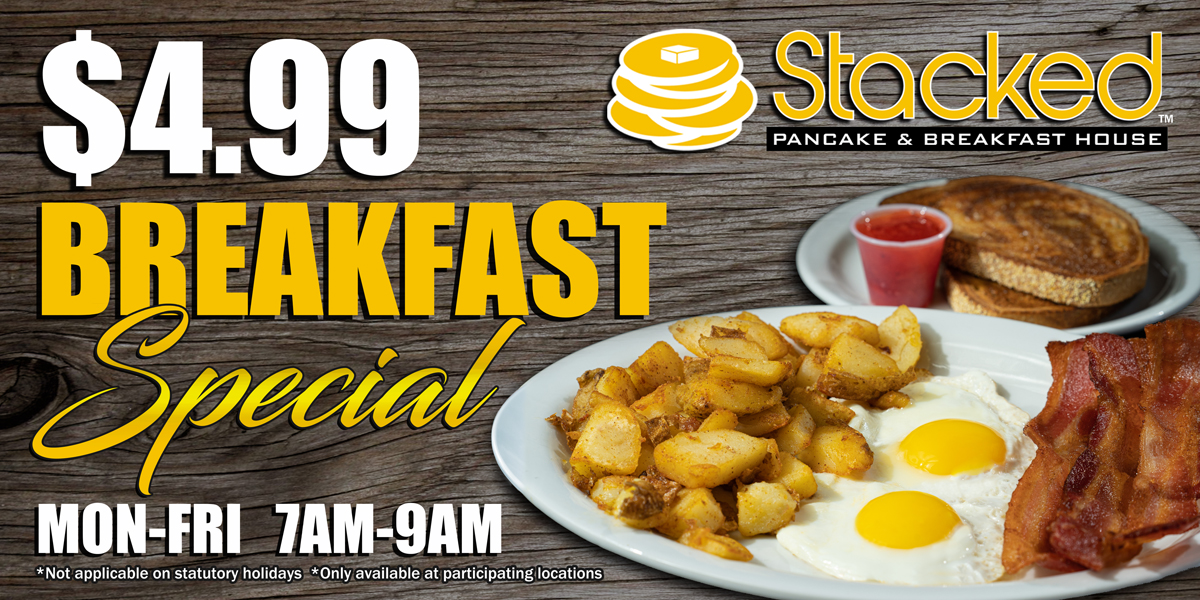 $4.99
BREAKFAST
Special
MON-FRI 7AM-9AM
*Not applicable on statutory holidays *Only available at participating locations
Stacked TM
PANCAKE & BREAKFAST HOUSE